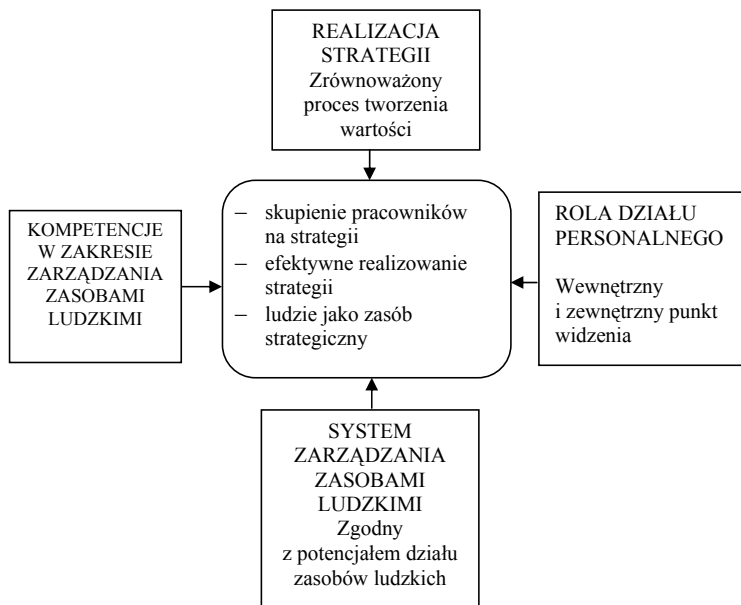 REALIZACJA
STRATEGII
Zrównoważony
proces tworzenia
wartości
KOMPETENCJE
W ZAKRESIE
ZARZĄDZANIA
ZASOBAMI
LUDZKIMI
– skupienie pracowników
na strategii
– efektywne realizowanie
strategii
– ludzie jako zasób
strategiczny
ROLA DZIAŁU
PERSONALNEGO
Wewnętrzny
i zewnętrzny punkt
widzenia
SYSTEM
ZARZĄDZANIA
ZASOBAMI
LUDZKIMI
Zgodny
z potencjałem działu
zasobów ludzkich